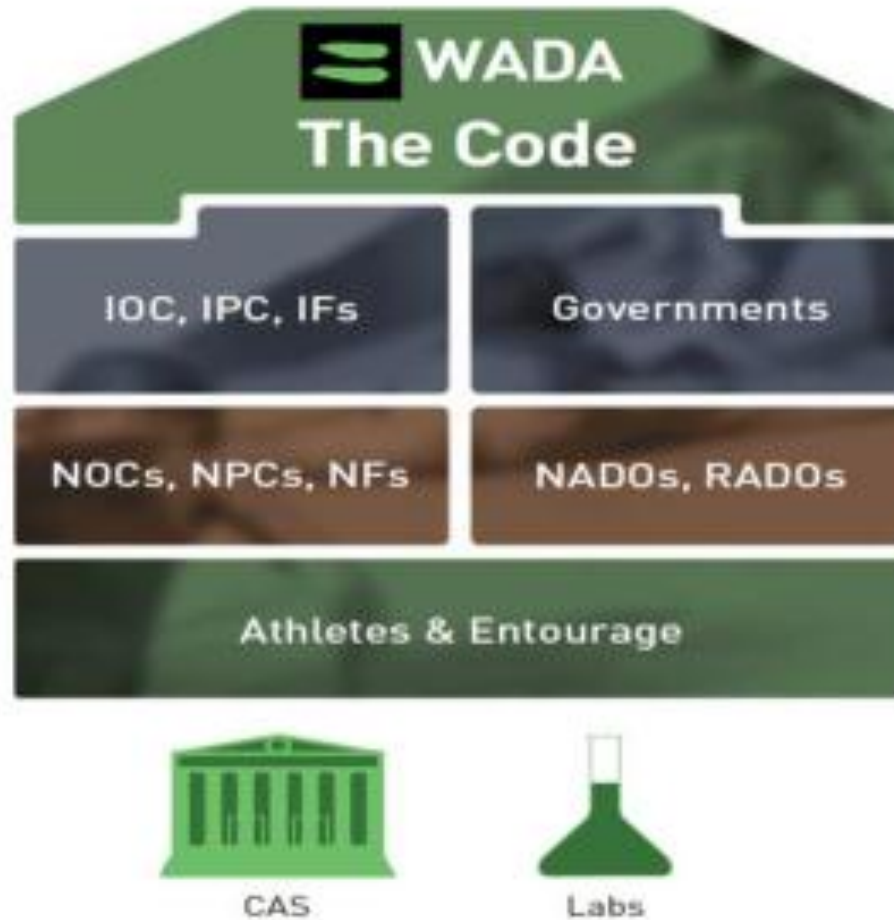 WADA
The Code
IOC, IPC, IFs
Governments
NOCs, NPCs, NFs
NADOs, RADOs
Athletes & Entourage
CAS
Labs